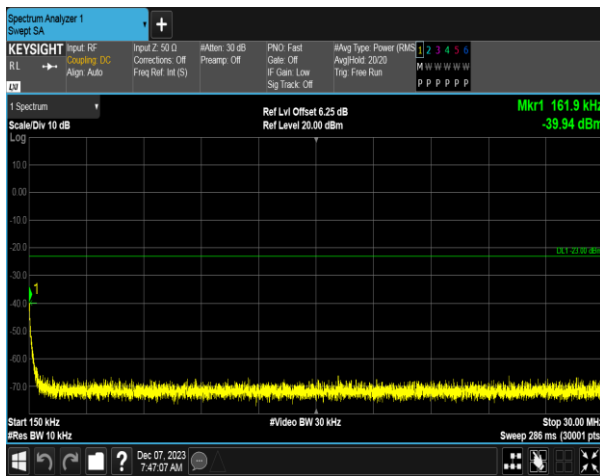 Spectrum Analyzer 1
Swept SA
+
KEYSIGHT
RL
LXI
Input: RF
Coupling: DC
Align: Auto
Input Z: 50 Ω
Corrections: Off
Freq Ref: Int (S)
#Atten: 30 dB
Preamp: Off
PNO: Fast
Gate: Off
IF Gain: Low
Sig Track: Off
#Avg Type: Power (RMS
Avg|Hold: 20/20
Trig: Free Run
1 2 3 4 5 6
M W W W W W
P P P P P P
1 Spectrum
Scale/Div 10 dB
Ref Lvl Offset 6.25 dB
Ref Level 20.00 dBm
Mkr1 161.9 kHz
-39.94 dBm
Log
10.0
0.00
-10.0
-20.0
DL1 -23.00 dBm
-30.0
1
-40.0
-50.0
-60.0
-70.0
Start 150 kHz
#Res BW 10 kHz
#Video BW 30 kHz
Stop 30.00 MHz
Sweep 286 ms (30001 pts)
?
Dec 07, 2023
7:47:07 AM